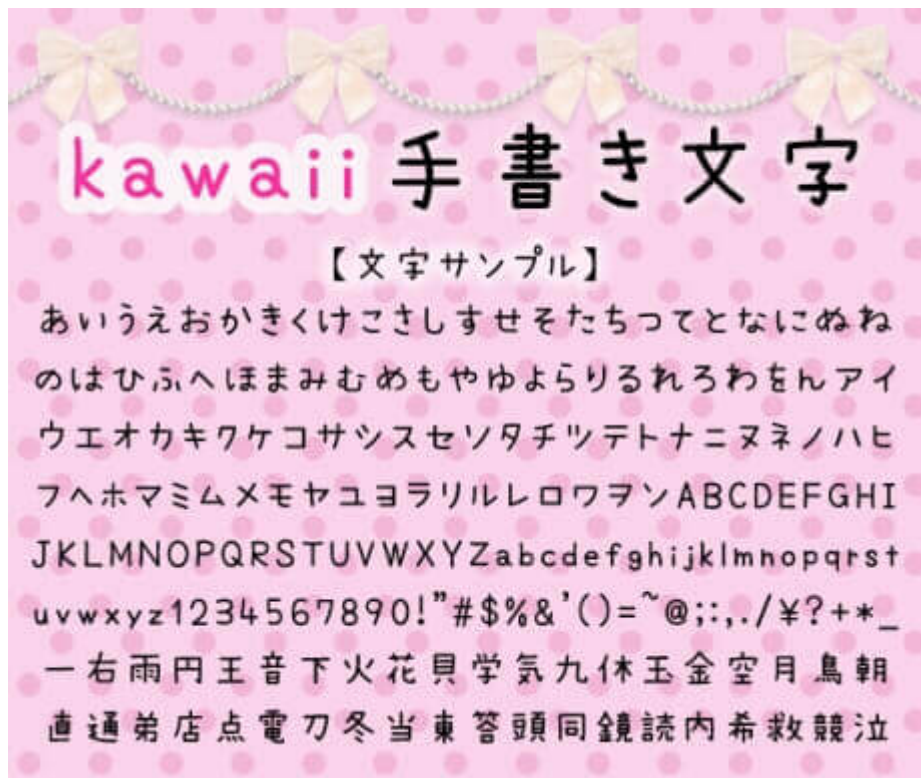 kawaii手書き文字
【文字サンプル】
あいうえおかきくけこさしすせそたちつてとなにぬね
のはひふへほまみむめもやゆよらりるれろわをんアイ
ウエオカキクケコサシスセソタチツテトナニヌネノハヒ
フヘホマミムメモヤユヨラリルレロワヲンABCDEFGHI
JKLMNOPQRSTUVWXYZabcdefghijklmnopqrst
uvwxyz1234567890!”#$%&'()=~@;:,./¥?+*_
一右雨円王音下火花貝学気九休玉金空月鳥朝
直通弟店点電刀冬当東答頭同鏡読内希救競泣